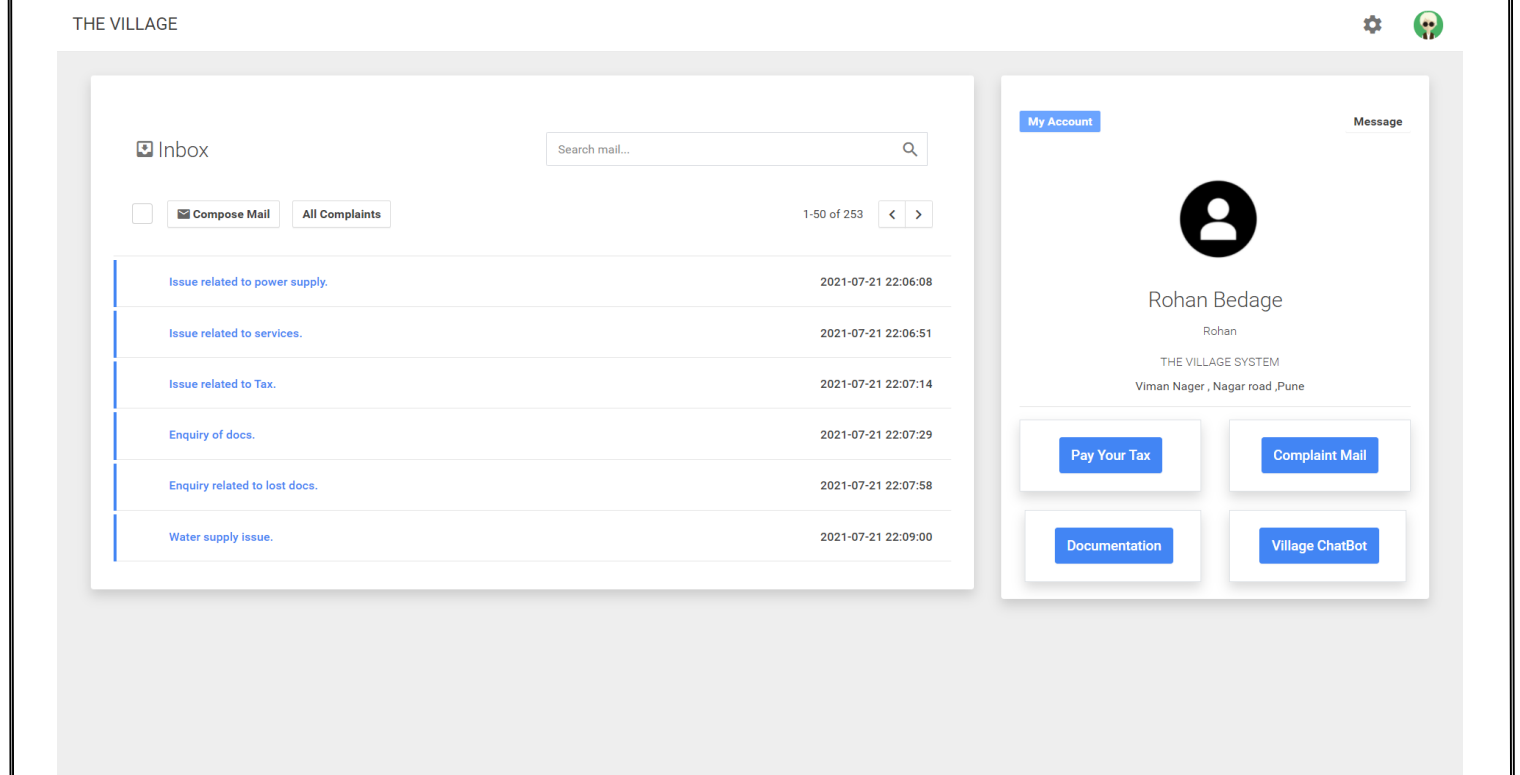 THE VILLAGE
Inbox
Search mail...
Compose Mail
All Complaints
1-50 of 253
Issue related to power supply. 2021-07-21 22:06:08
Issue related to services. 2021-07-21 22:06:51
Issue related to Tax. 2021-07-21 22:07:14
Enquiry of docs. 2021-07-21 22:07:29
Enquiry related to lost docs. 2021-07-21 22:07:58
Water supply issue. 2021-07-21 22:09:00
My Account
Message
Rohan Bedage
Rohan
THE VILLAGE SYSTEM
Viman Nager , Nagar road ,Pune
Pay Your Tax
Complaint Mail
Documentation
Village ChatBot